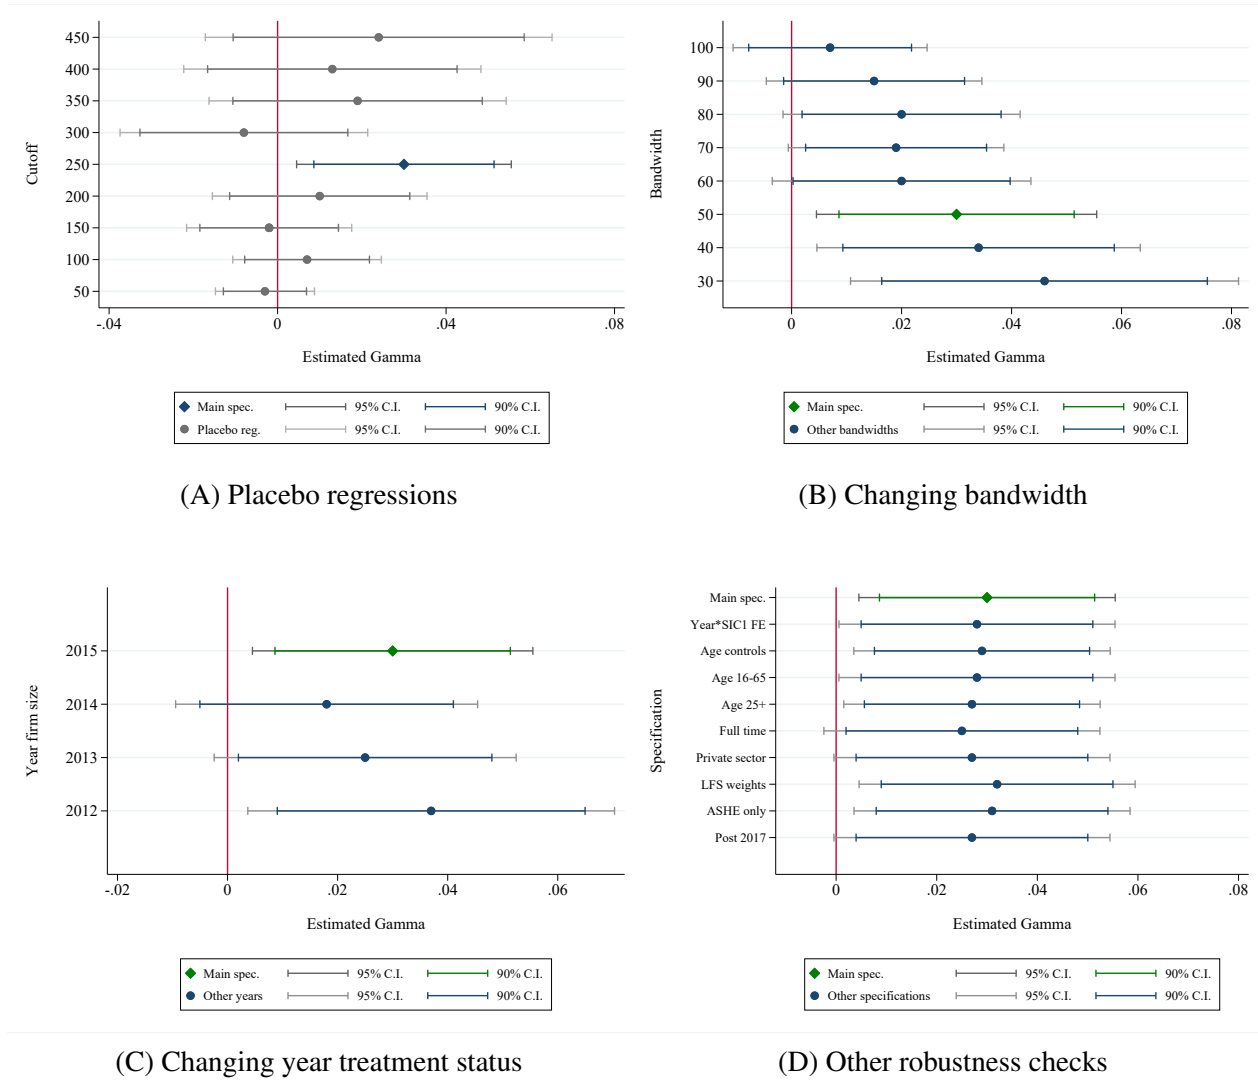 450
400
350
300
250
200
150
100
50
Cutoff
-.04 0 .04 .08
Estimated Gamma
Main spec. 95% C.I. 90% C.I.
Placebo reg. 95% C.I. 90% C.I.
(A) Placebo regressions
100
90
80
70
60
50
40
30
Bandwidth
0 .02 .04 .06 .08
Estimated Gamma
Main spec. 95% C.I. 90% C.I.
Other bandwidths 95% C.I. 90% C.I.
(B) Changing bandwidth
2015
2014
2013
2012
Year firm size
-.02 0 .02 .04 .06
Estimated Gamma
Main spec. 95% C.I. 90% C.I.
Other years 95% C.I. 90% C.I.
(C) Changing year treatment status
Main spec.
Year*SIC1 FE
Age controls
Age 16-65
Age 25+
Full time
Private sector
LFS weights
ASHE only
Post 2017
Specification
0 .02 .04 .06 .08
Estimated Gamma
Main spec. 95% C.I. 90% C.I.
Other specifications 95% C.I. 90% C.I.
(D) Other robustness checks